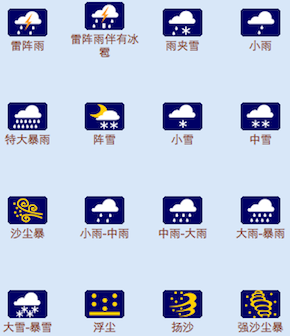 雷阵雨
雷阵雨伴有冰
雹
雨夹雪
小雨
特大暴雨
阵雪
小雪
中雪
沙尘暴
小雨-中雨
中雨-大雨
大雨-暴雨
大雪-暴雪
浮尘
扬沙
强沙尘暴